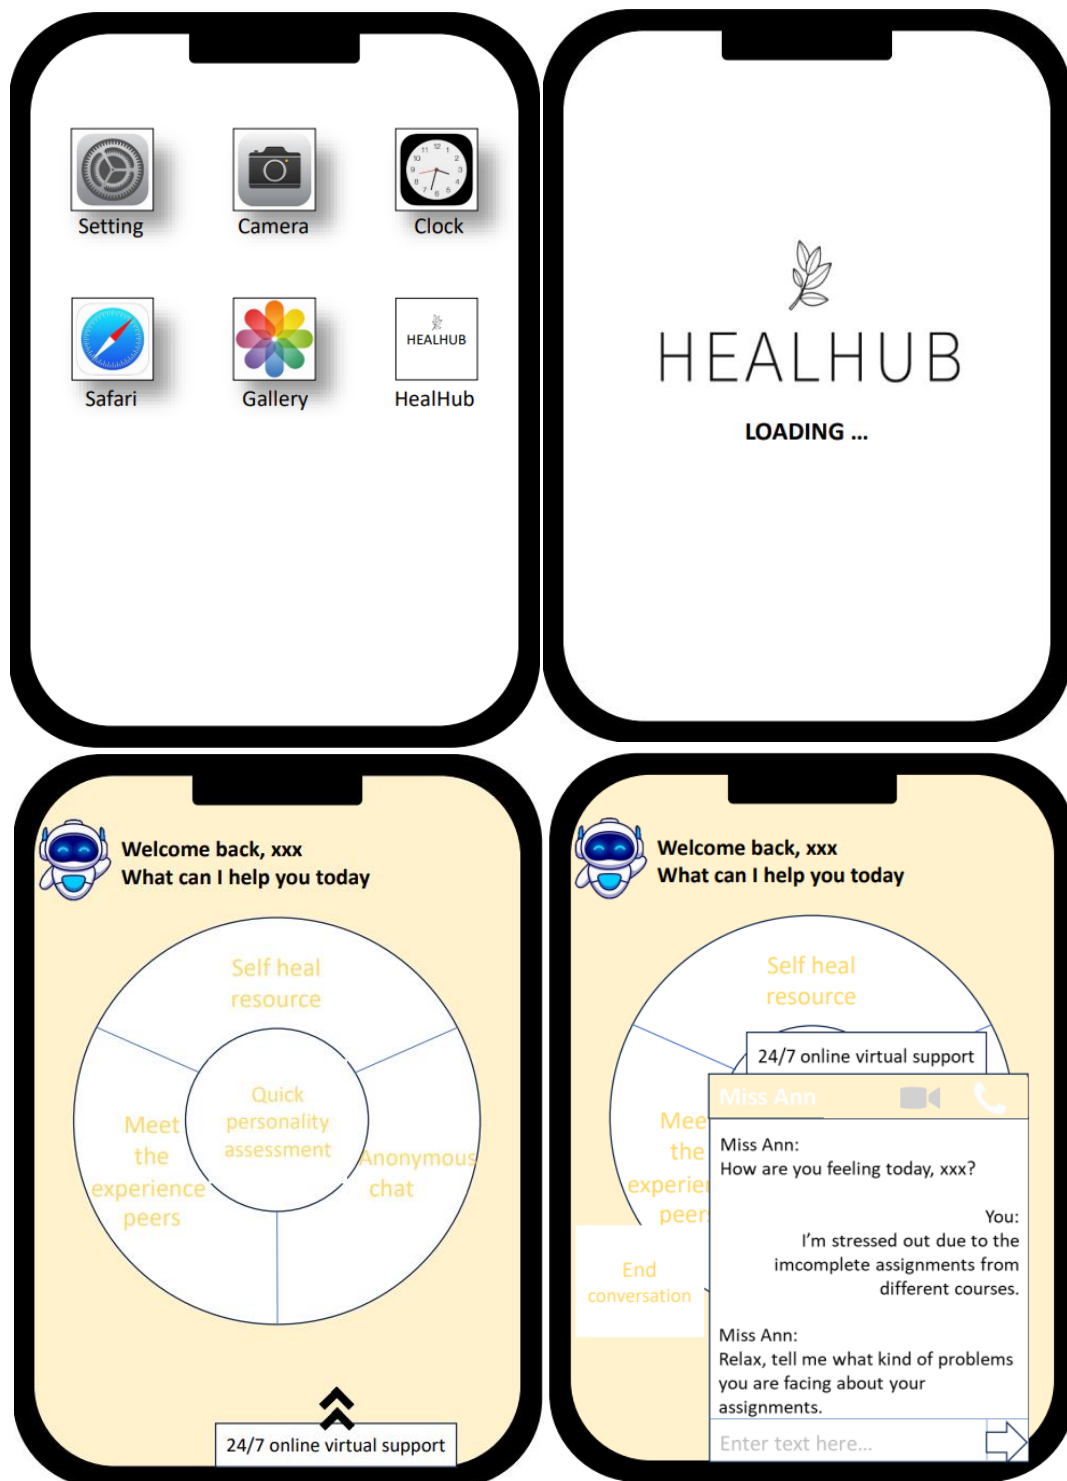 Setting
Camera
Clock
Safari
Gallery
HEALHUB
HealHub
HEALHUB
LOADING ...
Welcome back, xxx
What can I help you today
Self heal
resource
Quick
personality
assessment
Meet
the
experience
peers
Anonymous
chat
24/7 online virtual support
Welcome back, xxx
What can I help you today
Self heal
resource
Mee
the
experie
peer
24/7 online virtual support
Miss Ann
Miss Ann:
How are you feeling today, xxx?
You:
I'm stressed out due to the
imcomplete assignments from
different courses.
End
conversation
Miss Ann:
Relax, tell me what kind of problems
you are facing about your
assignments.
Enter text here...